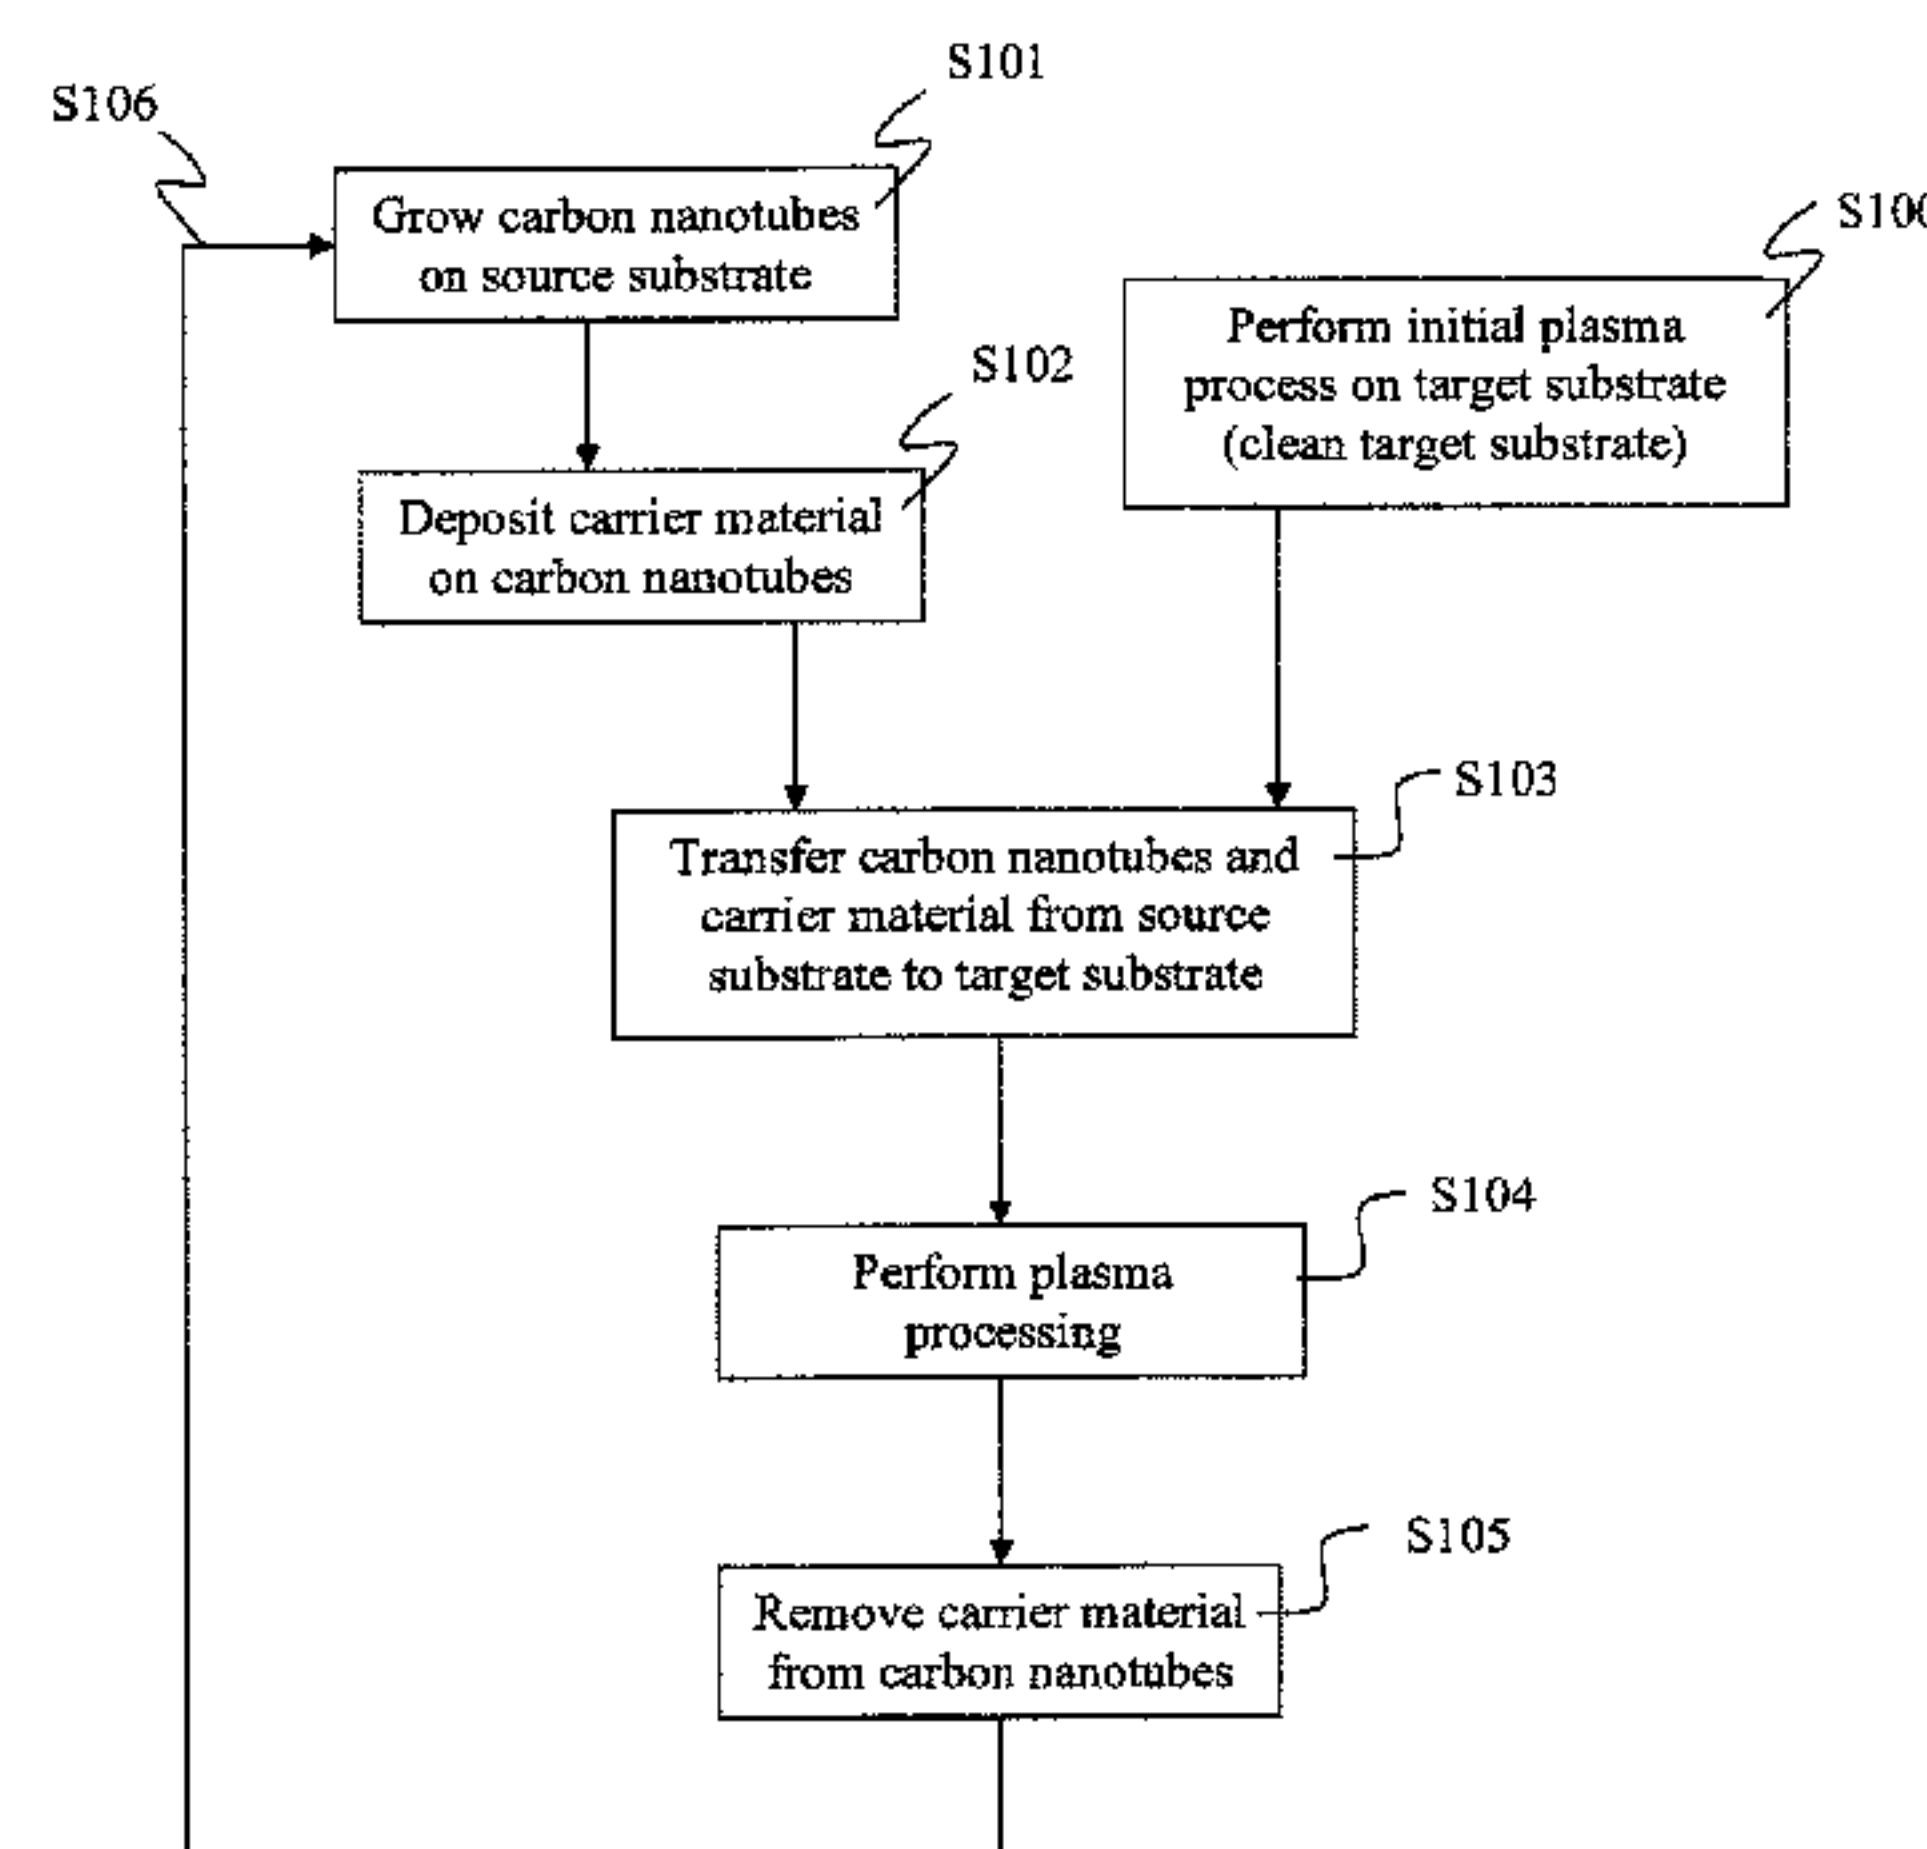 S101
S106
Grow carbon nanotubes
on source substrate
S100
Perform initial plasma
process on target substrate
(clean target substrate)
S102
Deposit carrier material
on carbon nanotubes
S103
Transfer carbon nanotubes and
carrier material from source
substrate to target substrate
S104
Perform plasma
processing
S105
Remove carrier material
from carbon nanotubes